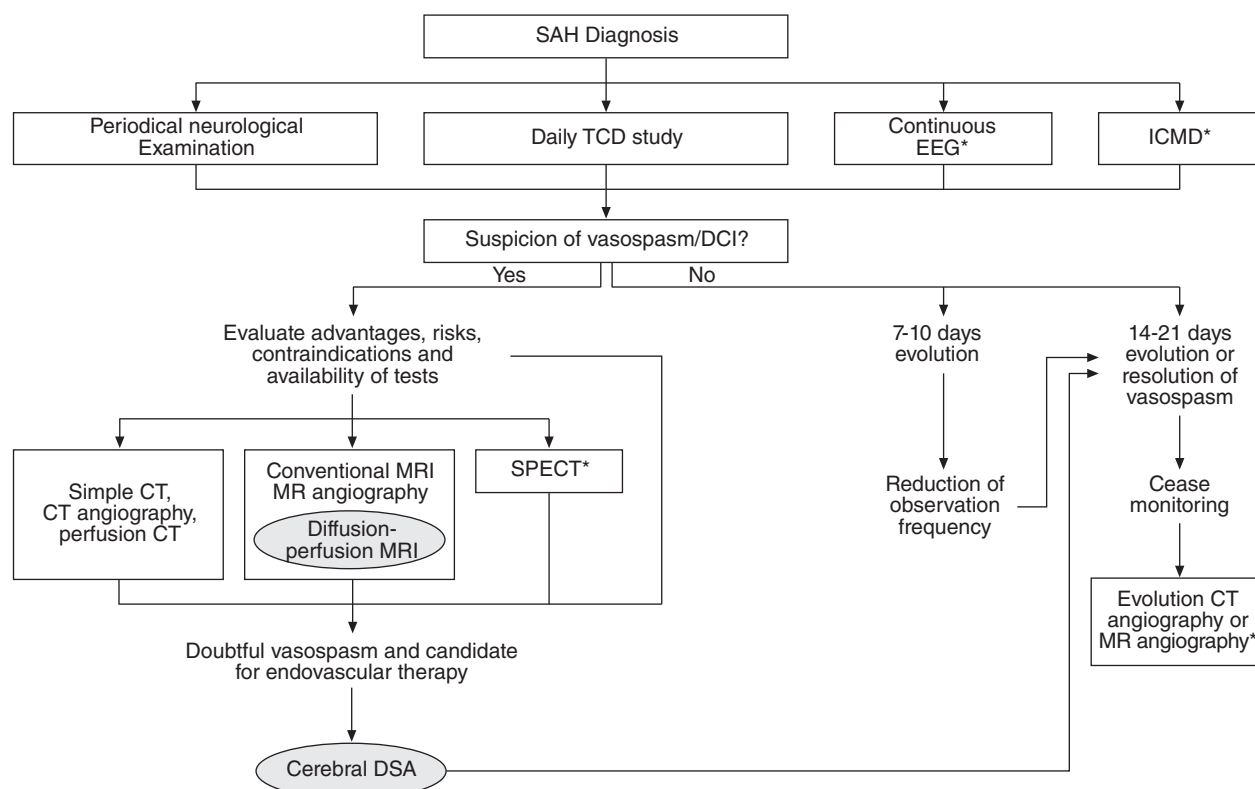 SAH Diagnosis
Periodical neurological
Examination
Daily TCD study
Continuous
EEG*
ICMD*
Suspicion of vasospasm/DCI?
Yes
No
Evaluate advantages, risks,
contraindications and
availability of tests
7-10 days
evolution
14-21 days
evolution or
resolution of
vasospasm
Simple CT,
CT angiography,
perfusion CT
Conventional MRI
MR angiography
Diffusion-
perfusion MRI
SPECT*
Reduction of
observation
frequency
Cease
monitoring
Evolution CT
angiography or
MR angiography*
Doubtful vasospasm and candidate
for endovascular therapy
Cerebral DSA